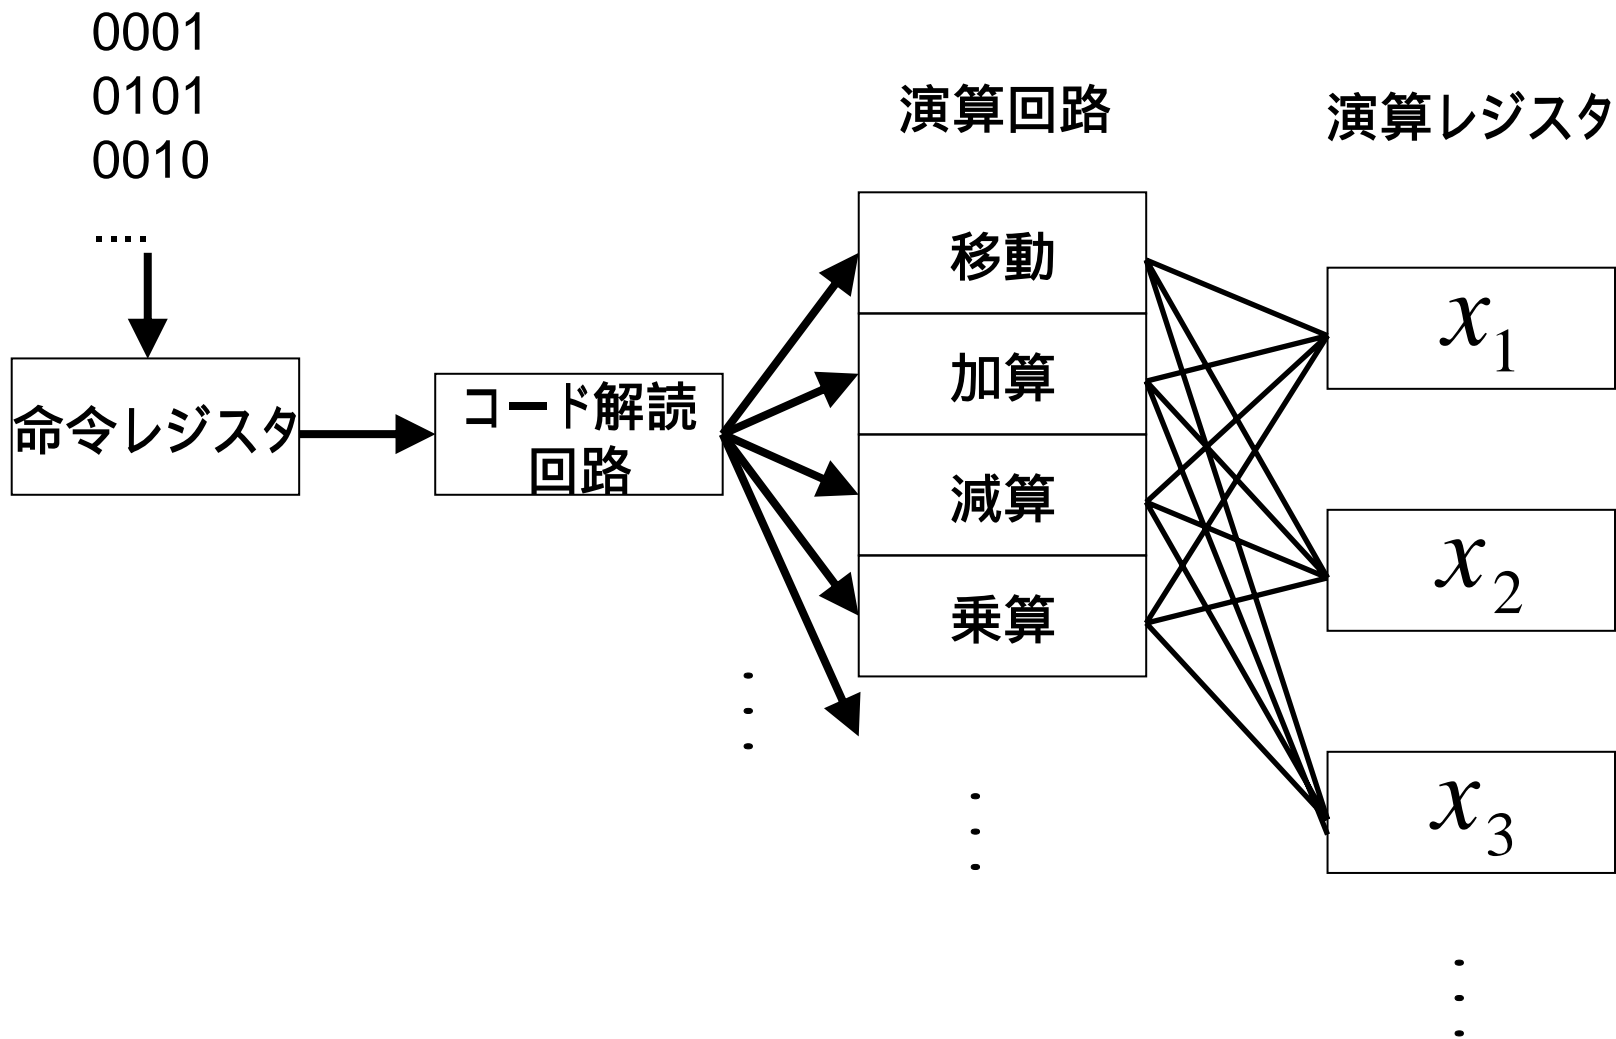 0001
0101
0010
....
命令レジスタ
コード解読
回路
演算回路
移動
加算
減算
乗算
演算レジスタ
x1
x2
x3